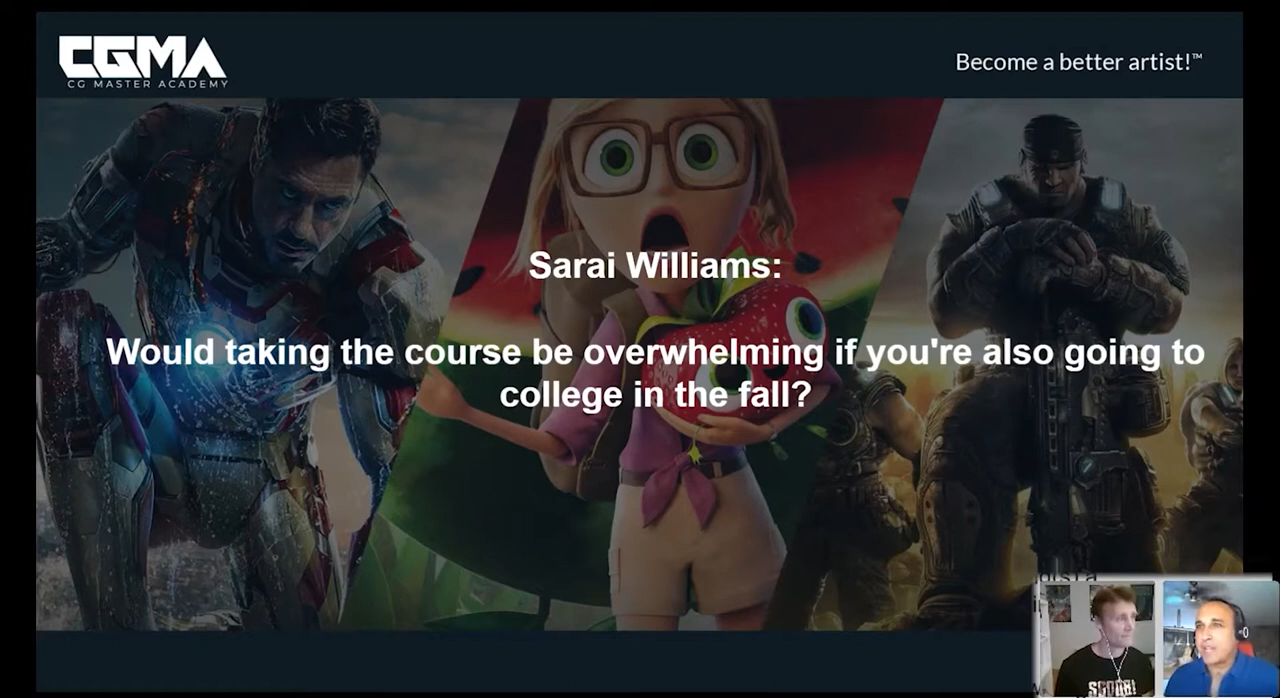 CGMA
CG MASTER ACADEMY
Become a better artist!™
Sarai Williams:
Would taking the course be overwhelming if you're also going to
college in the fall?